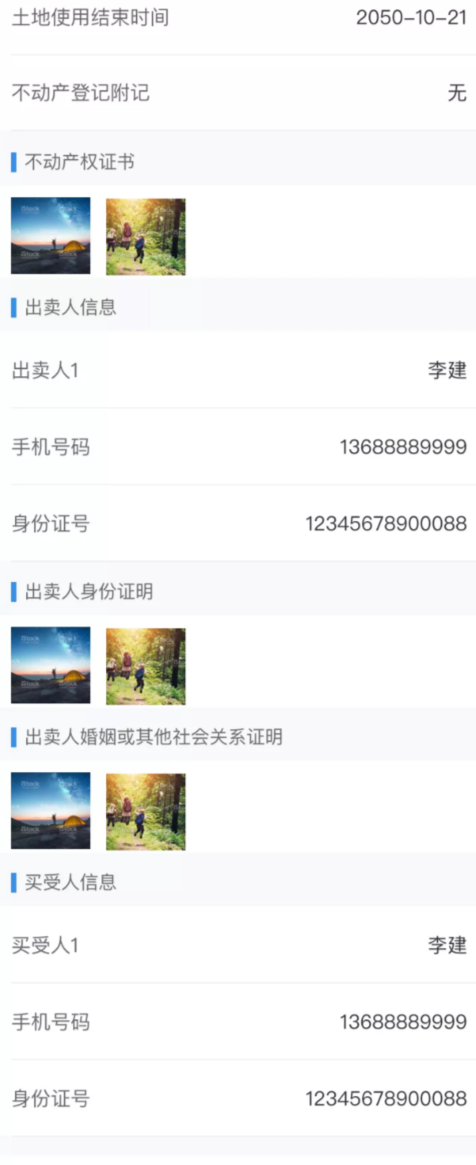 土地使用结束时间 2050-10-21
不动产登记附记 无
不动产权证书
出卖人信息
出卖人1 李建
手机号码 13688889999
身份证号 12345678900088
出卖人身份证明
出卖人婚姻或其他社会关系证明
买受人信息
买受人1 李建
手机号码 13688889999
身份证号 12345678900088